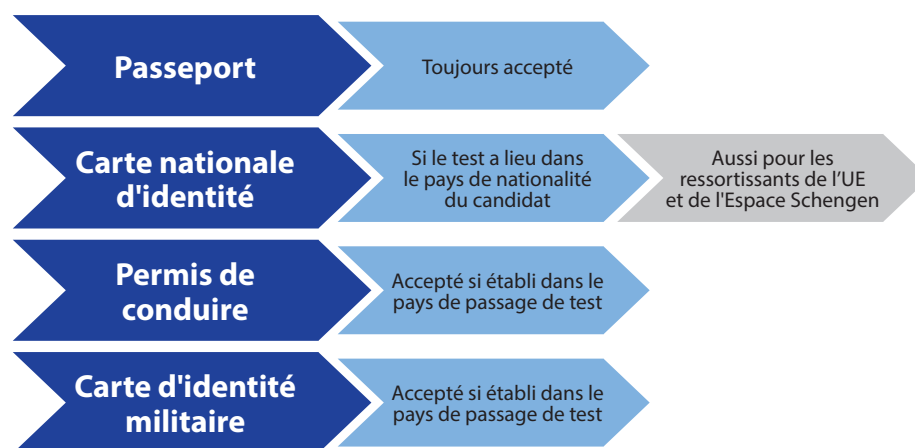 Passeport
Toujours accepté
Carte nationale
d'identité
Si le test a lieu dans
le pays de nationalité
du candidat
Aussi pour les
ressortissants de l’UE
et de l'Espace Schengen
Permis de
conduire
Accepté si établi dans le
pays de passage de test
Carte d'identité
militaire
Accepté si établi dans le
pays de passage de test